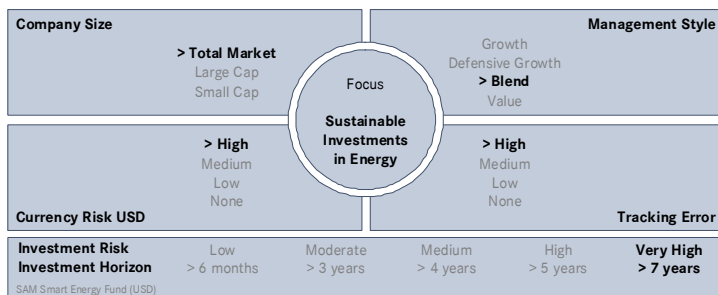 Company Size
> Total Market
Large Cap
Small Cap
Management Style
Growth
Defensive Growth
> Blend
Value
Focus
Sustainable
Investments
in Energy
> High
Medium
Low
None
Currency Risk USD
> High
Medium
Low
None
Tracking Error
Investment Risk Low Moderate Medium High Very High
Investment Horizon > 6 months > 3 years > 4 years > 5 years > 7 years
SAM Smart Energy Fund (USD)